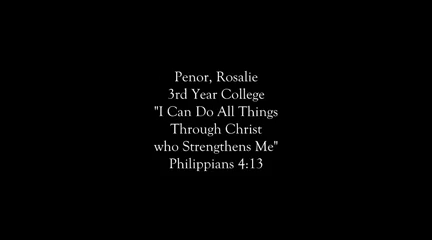 Penor, Rosalie
3rd Year College
"I Can Do All Things
Through Christ
who Strengthens Me"
Philippians 4:13